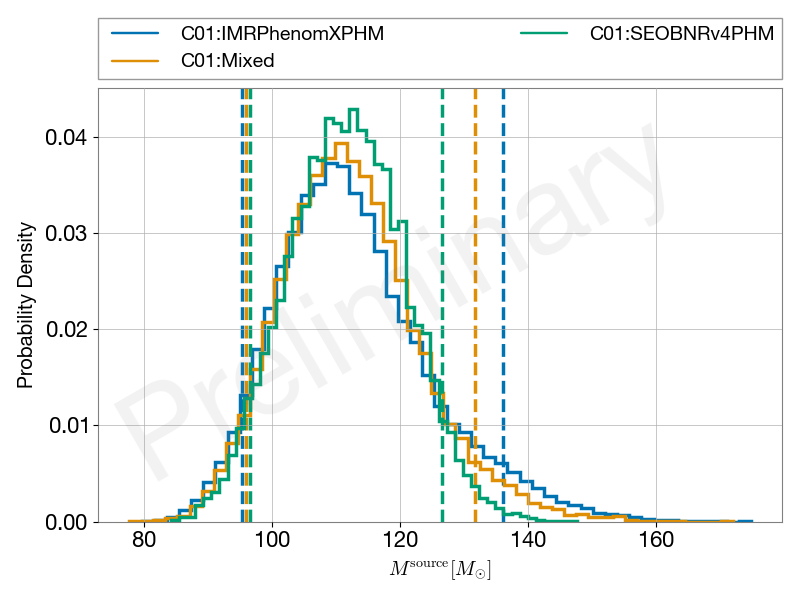 C01:IMRPhenomXPHM
C01:Mixed
C01:SEOBNRv4PHM
Preliminary
Probability Density
0.04
0.03
0.02
0.01
0.00
80 100 120 140 160
M^source [M_⊙]